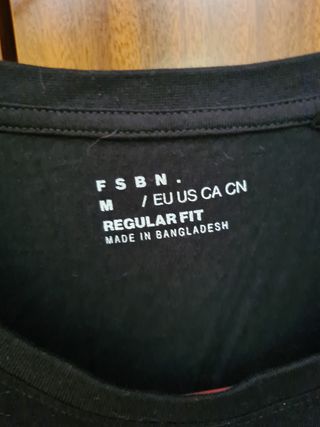 F S B N .
M / EU US CA CN
REGULAR FIT
MADE IN BANGLADESH